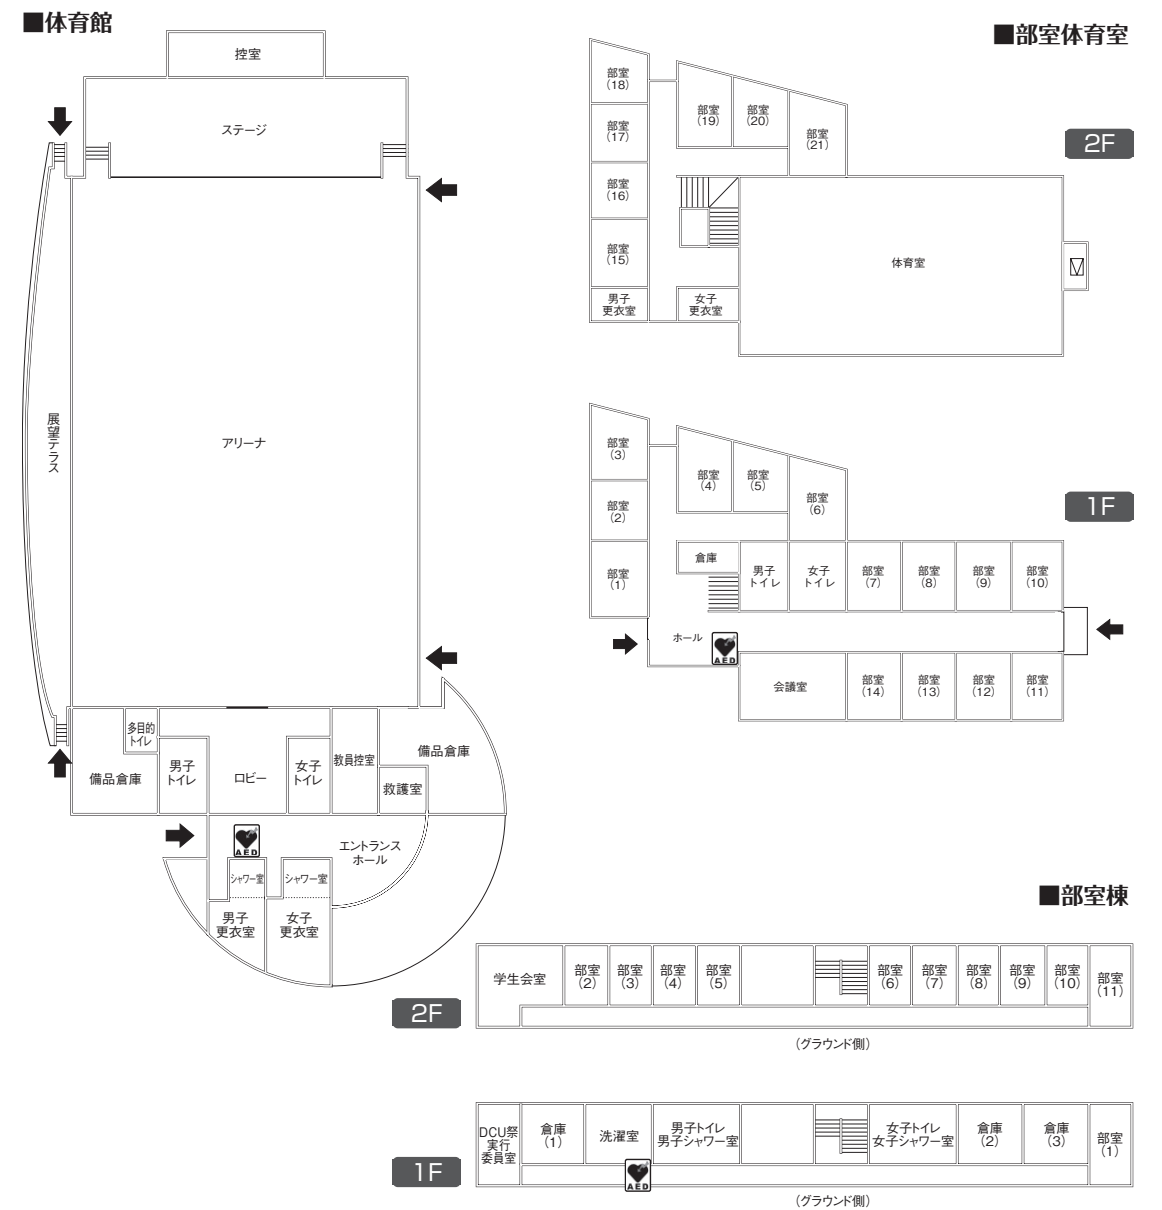 ■体育館
控室
ステージ
展望テラス
アリーナ
多目的
トイレ
備品倉庫
男子
トイレ
ロビー
女子
トイレ
教員控室
備品倉庫
救護室
AED
エントランス
ホール
シャワー室
シャワー室
男子
更衣室
女子
更衣室
■部室体育室
2F
部室
(18)
部室
(17)
部室
(16)
部室
(15)
男子
更衣室
部室
(19)
部室
(20)
部室
(21)
女子
更衣室
体育室
1F
部室
(3)
部室
(2)
部室
(1)
部室
(4)
部室
(5)
部室
(6)
倉庫
男子
トイレ
女子
トイレ
部室
(7)
部室
(8)
部室
(9)
部室
(10)
ホール
AED
会議室
部室
(14)
部室
(13)
部室
(12)
部室
(11)
■部室棟
2F
学生会室
部室
(2)
部室
(3)
部室
(4)
部室
(5)
部室
(6)
部室
(7)
部室
(8)
部室
(9)
部室
(10)
部室
(11)
(グラウンド側)
1F
DCU祭
実行
委員室
倉庫
(1)
洗濯室
男子トイレ
男子シャワー室
女子トイレ
女子シャワー室
倉庫
(2)
倉庫
(3)
部室
(1)
AED
(グラウンド側)